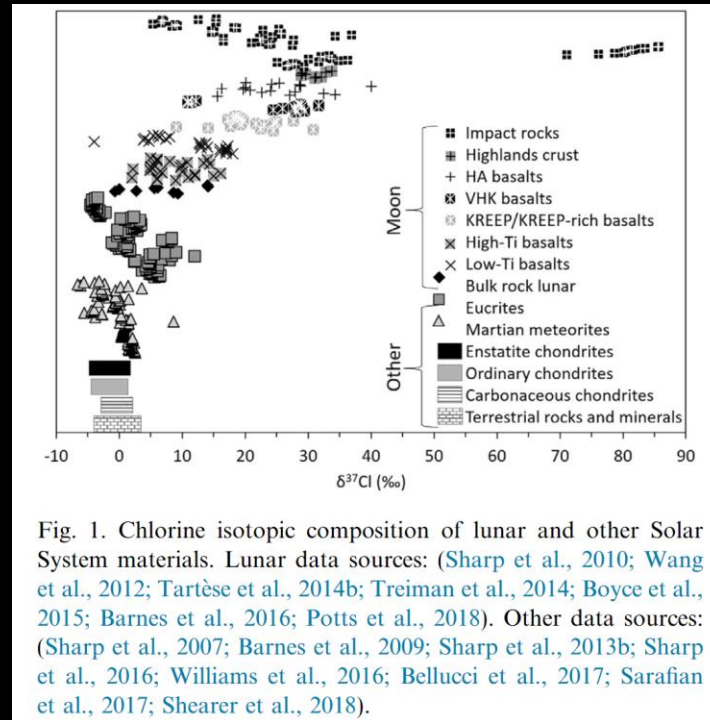 Impact rocks
Highlands crust
HA basalts
VHK basalts
KREEP/KREEP-rich basalts
High-Ti basalts
Low-Ti basalts
Bulk rock lunar
Moon
Eucrites
Martian meteorites
Enstatite chondrites
Ordinary chondrites
Carbonaceous chondrites
Terrestrial rocks and minerals
Other
-10 0 10 20 30 40 50 60 70 80 90
δ³⁷Cl (‰)
Fig. 1. Chlorine isotopic composition of lunar and other Solar
System materials. Lunar data sources: (Sharp et al., 2010; Wang
et al., 2012; Tartèse et al., 2014b; Treiman et al., 2014; Boyce et al.,
2015; Barnes et al., 2016; Potts et al., 2018). Other data sources:
(Sharp et al., 2007; Barnes et al., 2009; Sharp et al., 2013b; Sharp
et al., 2016; Williams et al., 2016; Bellucci et al., 2017; Sarafian
et al., 2017; Shearer et al., 2018).